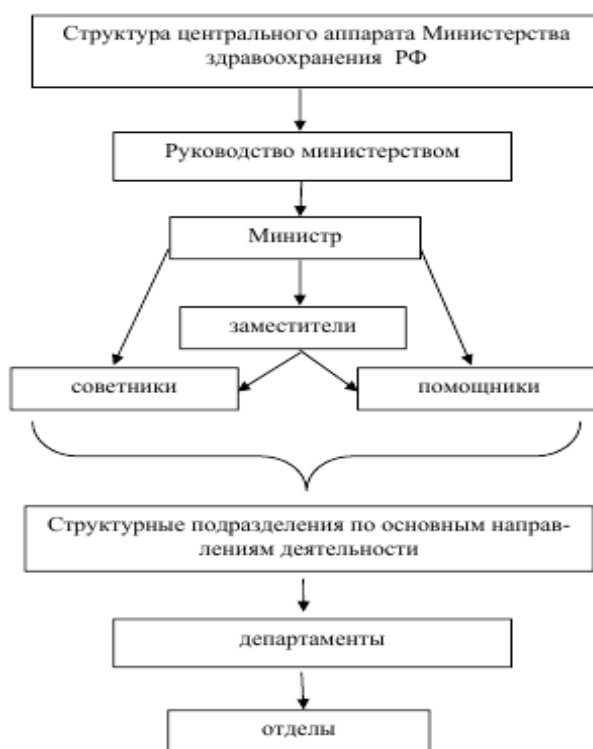 Структура центрального аппарата Министерства
здравоохранения РФ
Руководство министерством
Министр
заместители
советники
помощники
Структурные подразделения по основным направ-
лениям деятельности
департаменты
отделы